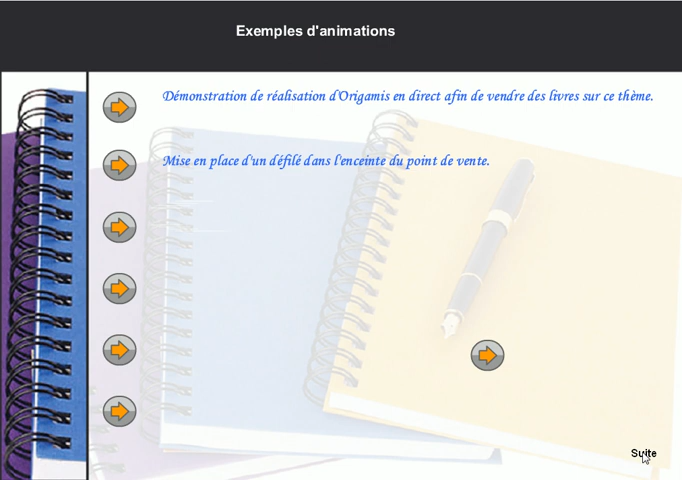 Exemples d'animations
Démonstration de réalisation d'Origamis en direct afin de vendre des livres sur ce thème.
Mise en place d'un défilé dans l'enceinte du point de vente.
Suite